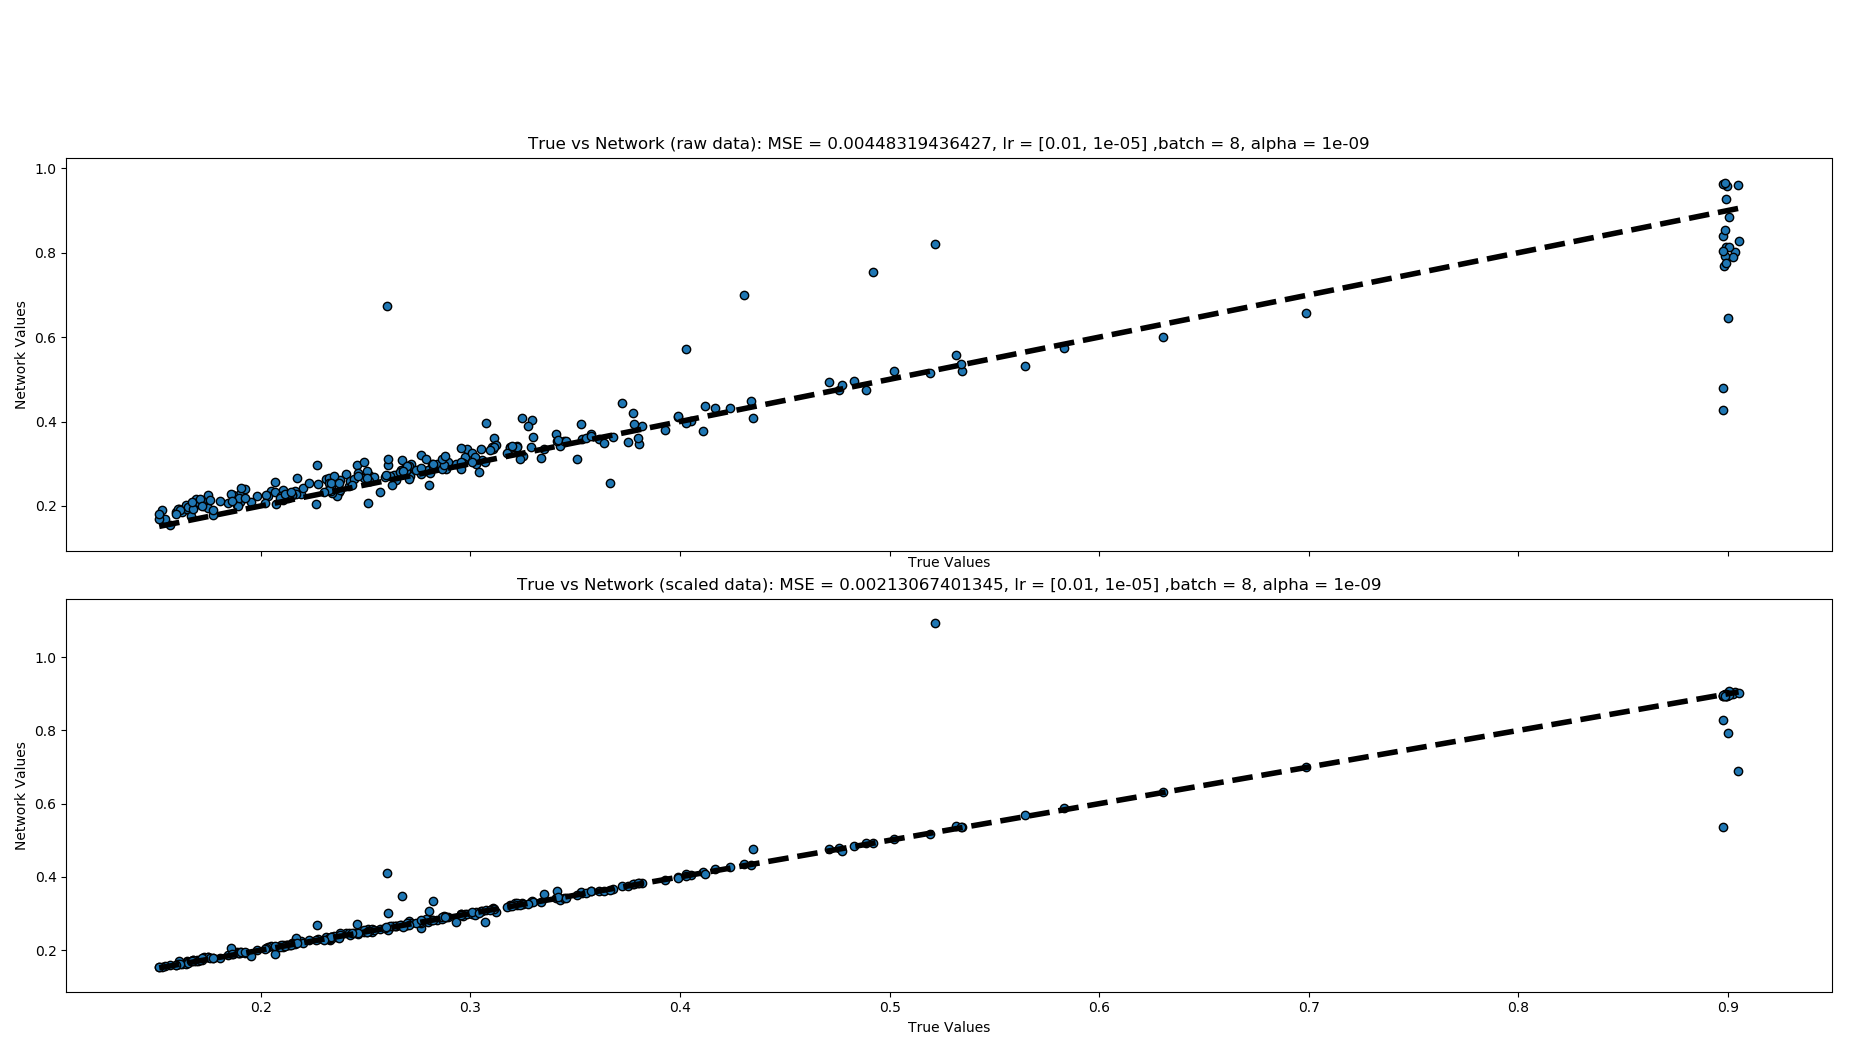 True vs Network (raw data): MSE = 0.00448319436427, lr = [0.01, 1e-05] ,batch = 8, alpha = 1e-09
1.0
0.8
0.6
0.4
0.2
Network Values
True Values
True vs Network (scaled data): MSE = 0.00213067401345, lr = [0.01, 1e-05] ,batch = 8, alpha = 1e-09
1.0
0.8
0.6
0.4
0.2
Network Values
0.2 0.3 0.4 0.5 0.6 0.7 0.8 0.9
True Values